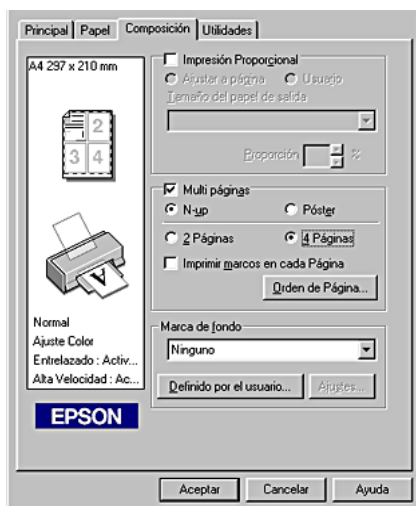 Principal Papel Composición Utilidades
A4 297 x 210 mm
2
3 4
A
Normal
Ajuste Color
Entrelazado : Activ...
Alta Velocidad : Ac...
EPSON
Impresión Proporcional
Ajustar a página Usuario
Tamaño del papel de salida
Proporción %
Multi páginas
N-up Póster
2 Páginas 4 Páginas
Imprimir marcos en cada Página
Orden de Página...
Marca de fondo
Ninguno
Definido por el usuario... Ajustes...
Aceptar Cancelar Ayuda